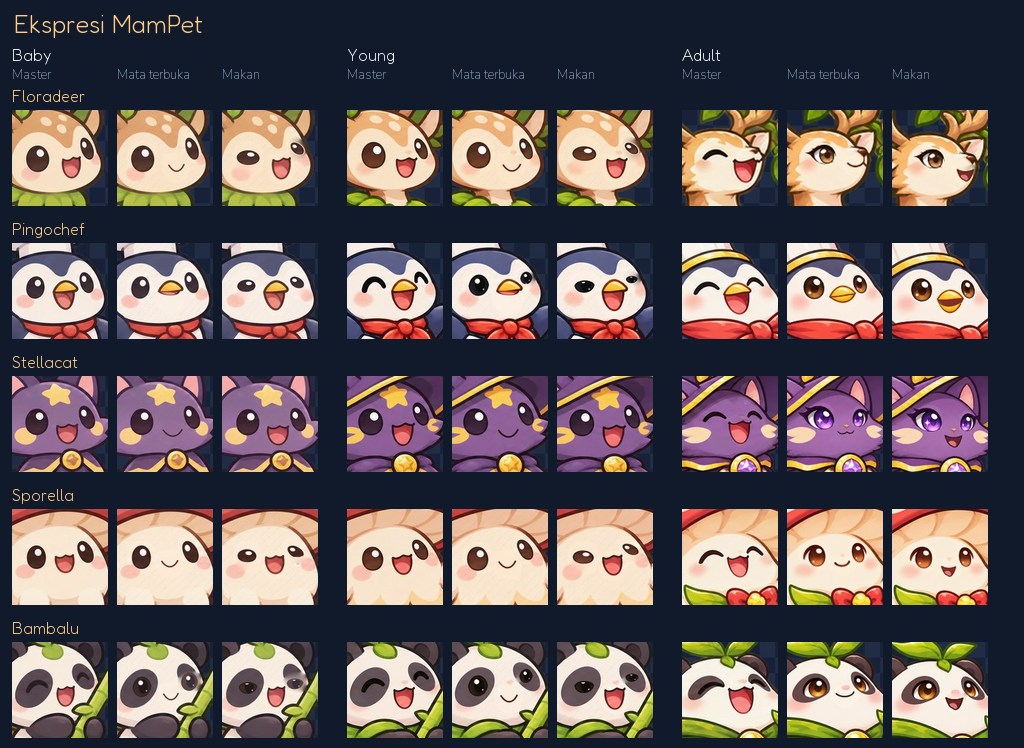 Ekspresi MamPet
Baby Young Adult
Master Mata terbuka Makan Master Mata terbuka Makan Master Mata terbuka Makan
Floradeer
Pingochef
Stellacat
Sporella
Bambalu